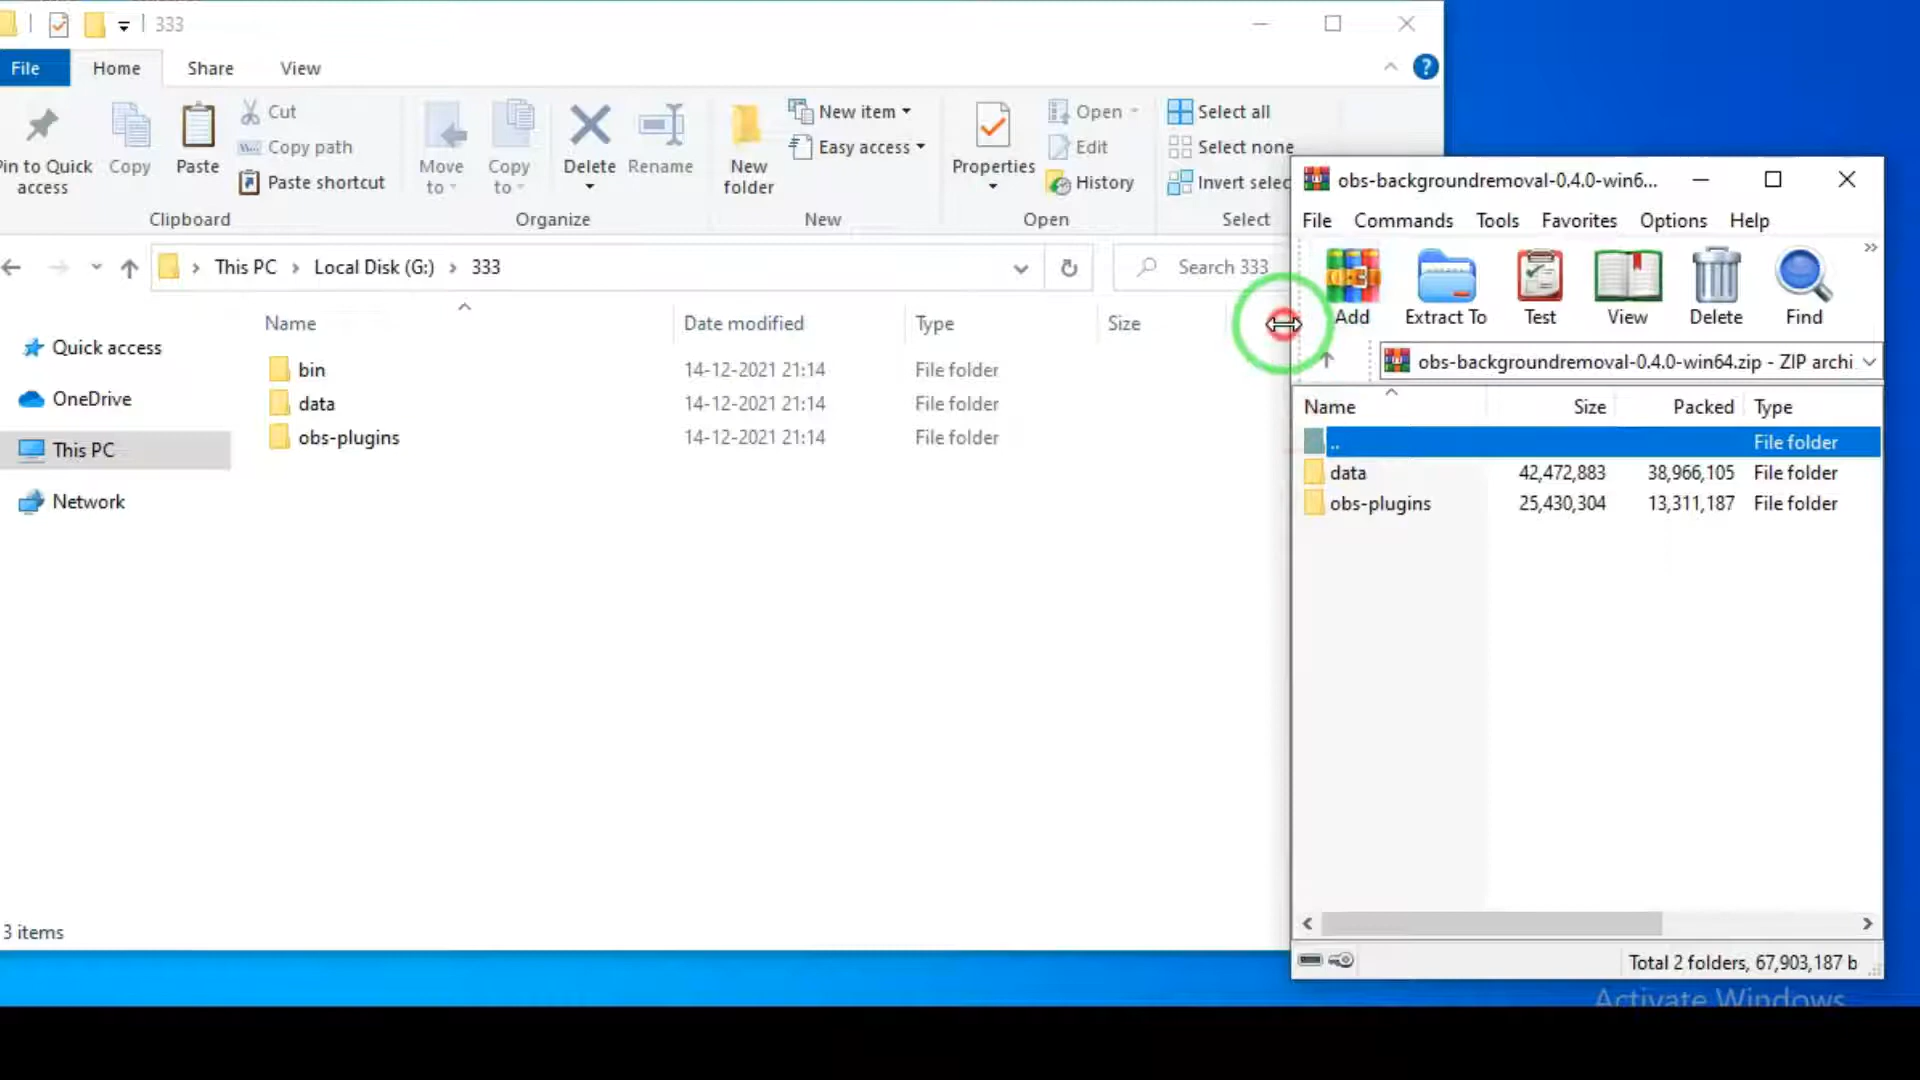 333
File
Home
Share
View
Pin to Quick access
Copy
Paste
Cut
Copy path
Paste shortcut
Clipboard
Move to
Copy to
Delete
Rename
Organize
New folder
New item
Easy access
New
Properties
Open
Edit
History
Open
Select all
Select none
Invert selec
Select
This PC > Local Disk (G:) > 333
Search 333
Quick access
OneDrive
This PC
Network
Name Date modified Type Size
bin 14-12-2021 21:14 File folder
data 14-12-2021 21:14 File folder
obs-plugins 14-12-2021 21:14 File folder
3 items
obs-backgroundremoval-0.4.0-win6...
File Commands Tools Favorites Options Help
Add Extract To Test View Delete Find
obs-backgroundremoval-0.4.0-win64.zip - ZIP archi
Name Size Packed Type
.. File folder
data 42,472,883 38,966,105 File folder
obs-plugins 25,430,304 13,311,187 File folder
Total 2 folders, 67,903,187 b
Activate Windows